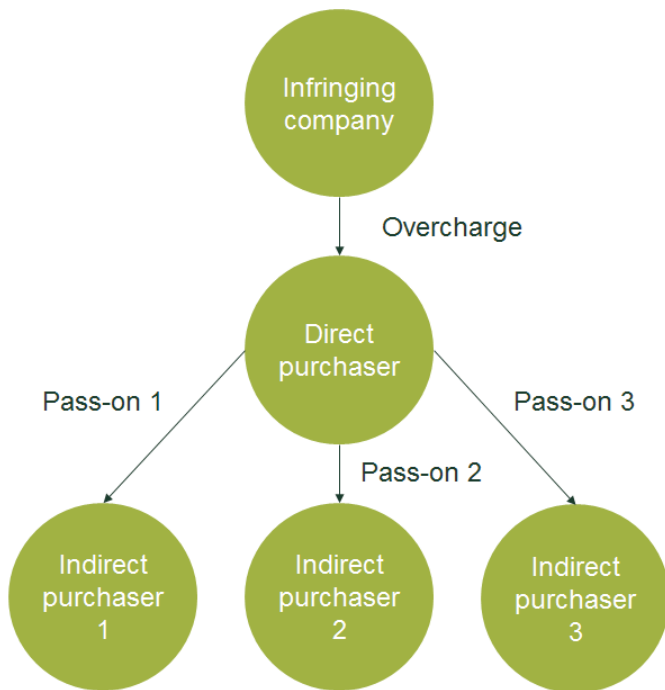 Infringing
company
Overcharge
Direct
purchaser
Pass-on 1
Pass-on 3
Pass-on 2
Indirect
purchaser
1
Indirect
purchaser
2
Indirect
purchaser
3